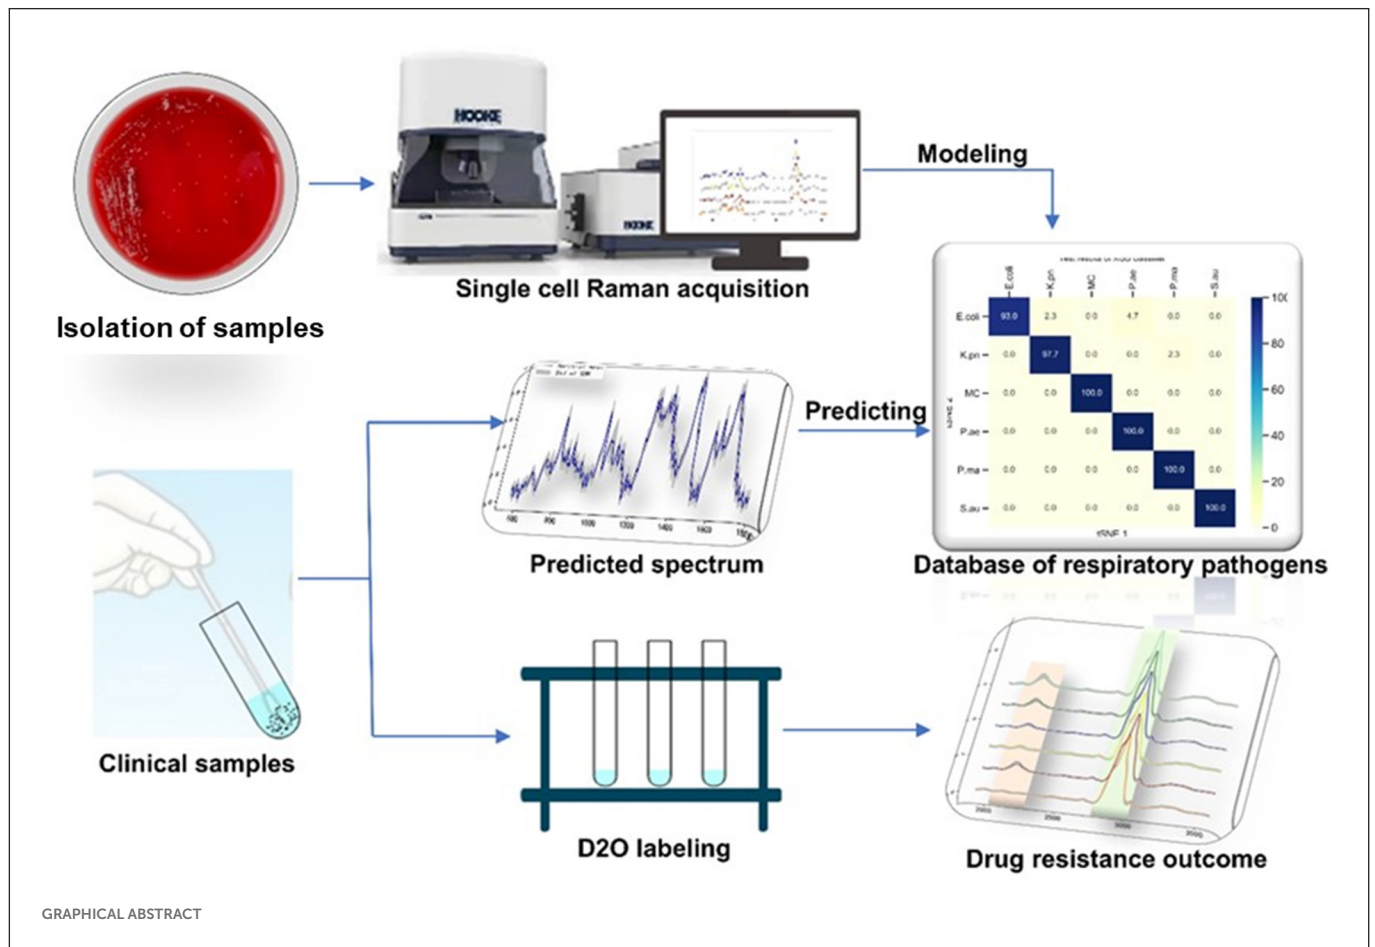 HOOKE
HOOKE
Modeling
Single cell Raman acquisition
Isolation of samples
E.coli
K.pn
MC
P.ae
P.ma
S.au
E.coli 93.0 2.3 0.0 4.7 0.0 0.0
K.pn 0.0 97.7 0.0 0.0 2.3 0.0
MC 0.0 0.0 100.0 0.0 0.0 0.0
P.ae 0.0 0.0 0.0 100.0 0.0 0.0
P.ma 0.0 0.0 0.0 0.0 100.0 0.0
S.au 0.0 0.0 0.0 0.0 0.0 100.0
80
60
40
20
0
tSNE 1
Predicting
Predicted spectrum
Database of respiratory pathogens
Clinical samples
D2O labeling
2000 2500 3000 3500
Drug resistance outcome
GRAPHICAL ABSTRACT